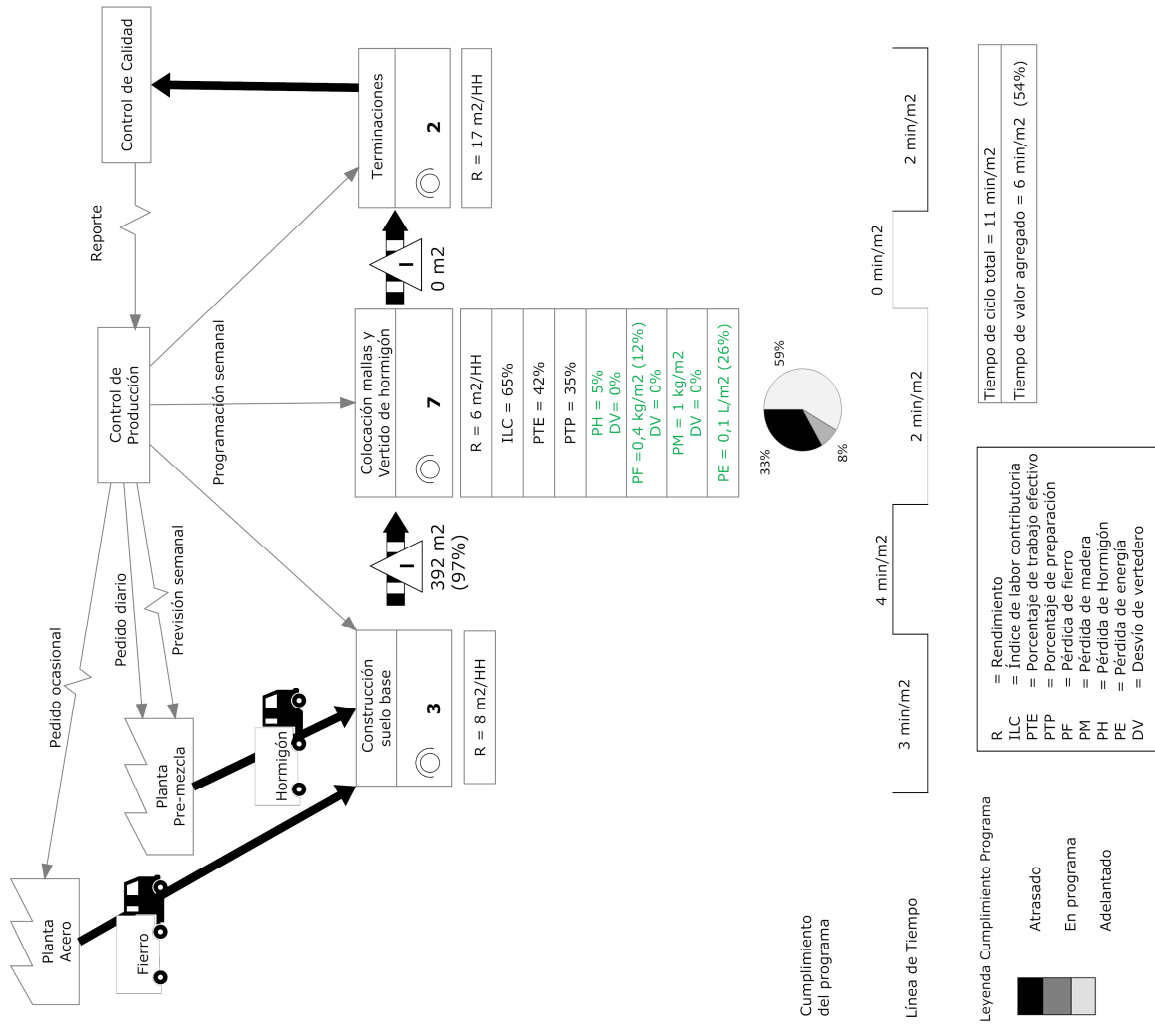 Planta
Acero
Fierro
Pedido ocasional
Planta
Pre-mezcla
Hormigón
Pedido diario
Previsión semanal
Control de
Producción
Programación semanal
Reporte
Control de Calidad
Construcción
suelo base
3
R = 8 m2/HH
I
392 m2
(97%)
Colocación mallas y
Vertido de hormigón
7
R = 6 m2/HH
ILC = 65%
PTE = 42%
PTP = 35%
PH = 5%
DV= 0%
PF =0,4 kg/m2 (12%)
DV = 0%
PM = 1 kg/m2
DV = 0%
PE = 0,1 L/m2 (26%)
I
0 m2
Terminaciones
2
R = 17 m2/HH
Cumplimiento
del programa
33%
59%
8%
Línea de Tiempo
3 min/m2
4 min/m2
2 min/m2
0 min/m2
2 min/m2
Leyenda Cumplimiento Programa
Atrasado
En programa
Adelantado
R = Rendimiento
ILC = Índice de labor contributoria
PTE = Porcentaje de trabajo efectivo
PTP = Porcentaje de preparación
PF = Pérdida de fierro
PM = Pérdida de madera
PH = Pérdida de Hormigón
PE = Pérdida de energía
DV = Desvío de vertedero
Tiempo de ciclo total = 11 min/m2
Tiempo de valor agregado = 6 min/m2 (54%)